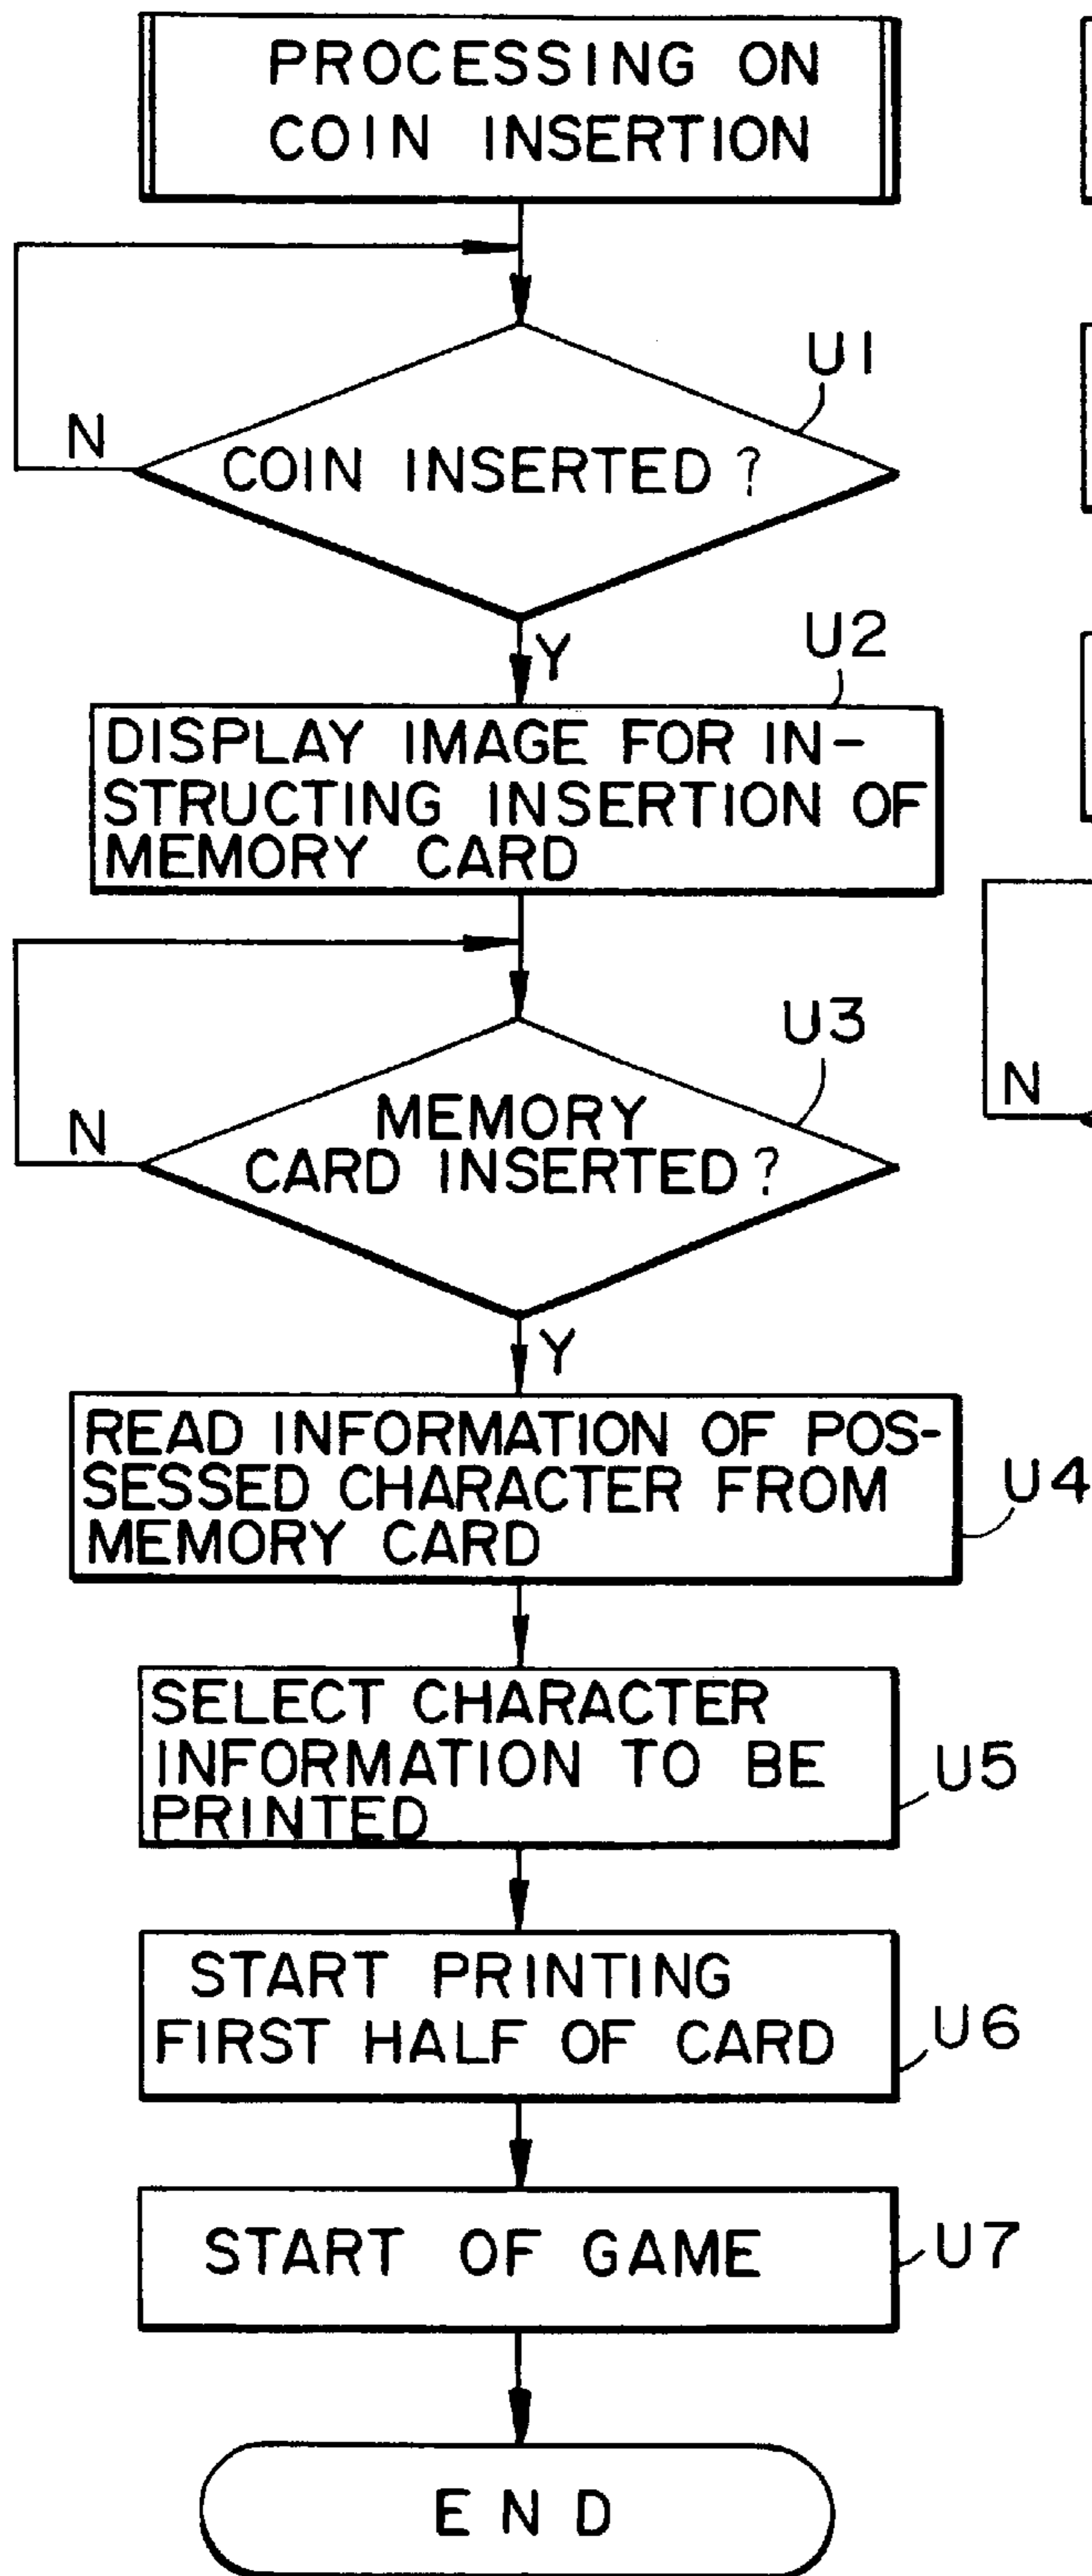 PROCESSING ON
COIN INSERTION
U1
N
COIN INSERTED?
Y
U2
DISPLAY IMAGE FOR IN-
STRUCTING INSERTION OF
MEMORY CARD
U3
N
MEMORY
CARD INSERTED?
N
Y
READ INFORMATION OF POS-
SESSED CHARACTER FROM
MEMORY CARD
U4
SELECT CHARACTER
INFORMATION TO BE
PRINTED
U5
START PRINTING
FIRST HALF OF CARD
U6
START OF GAME
U7
END